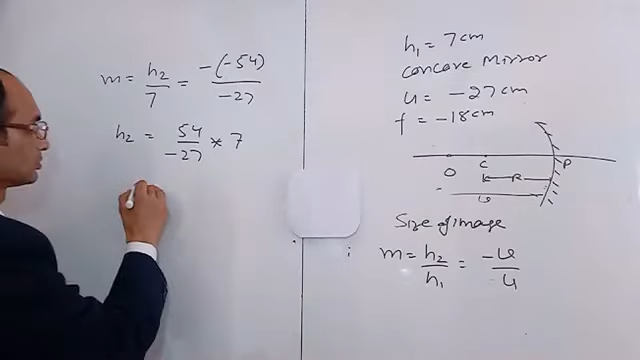 m = h₂/7 = -(-54)/-27
h₂ = 54/-27 * 7
h₁ = 7cm
Concave Mirror
u = -27cm
f = -18cm
O C P
R
u
Size of image
m = h₂/h₁ = -v/u